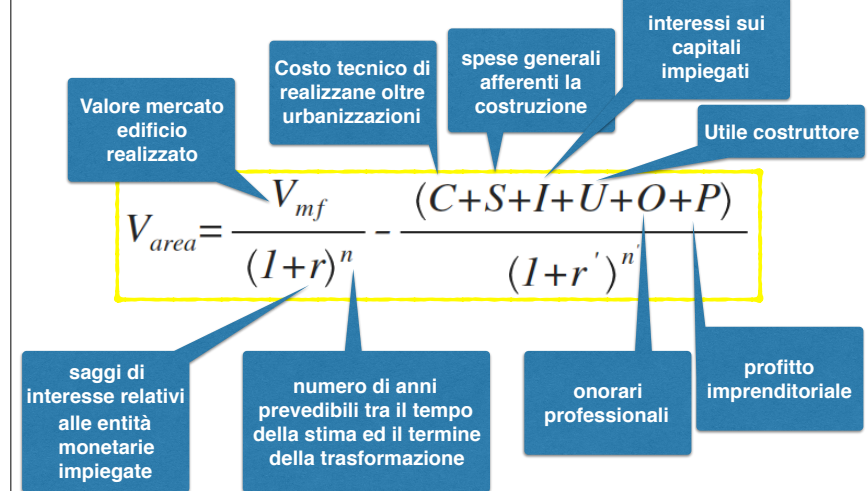 interessi sui
capitali
impiegati
spese generali
afferenti la
costruzione
Costo tecnico di
realizzane oltre
urbanizzazioni
Valore mercato
edificio
realizzato
Utile costruttore
V_area = V_mf / (1+r)^n - (C+S+I+U+O+P) / (1+r')^n'
saggi di
interesse relativi
alle entità
monetarie
impiegate
numero di anni
prevedibili tra il tempo
della stima ed il termine
della trasformazione
onorari
professionali
profitto
imprenditoriale